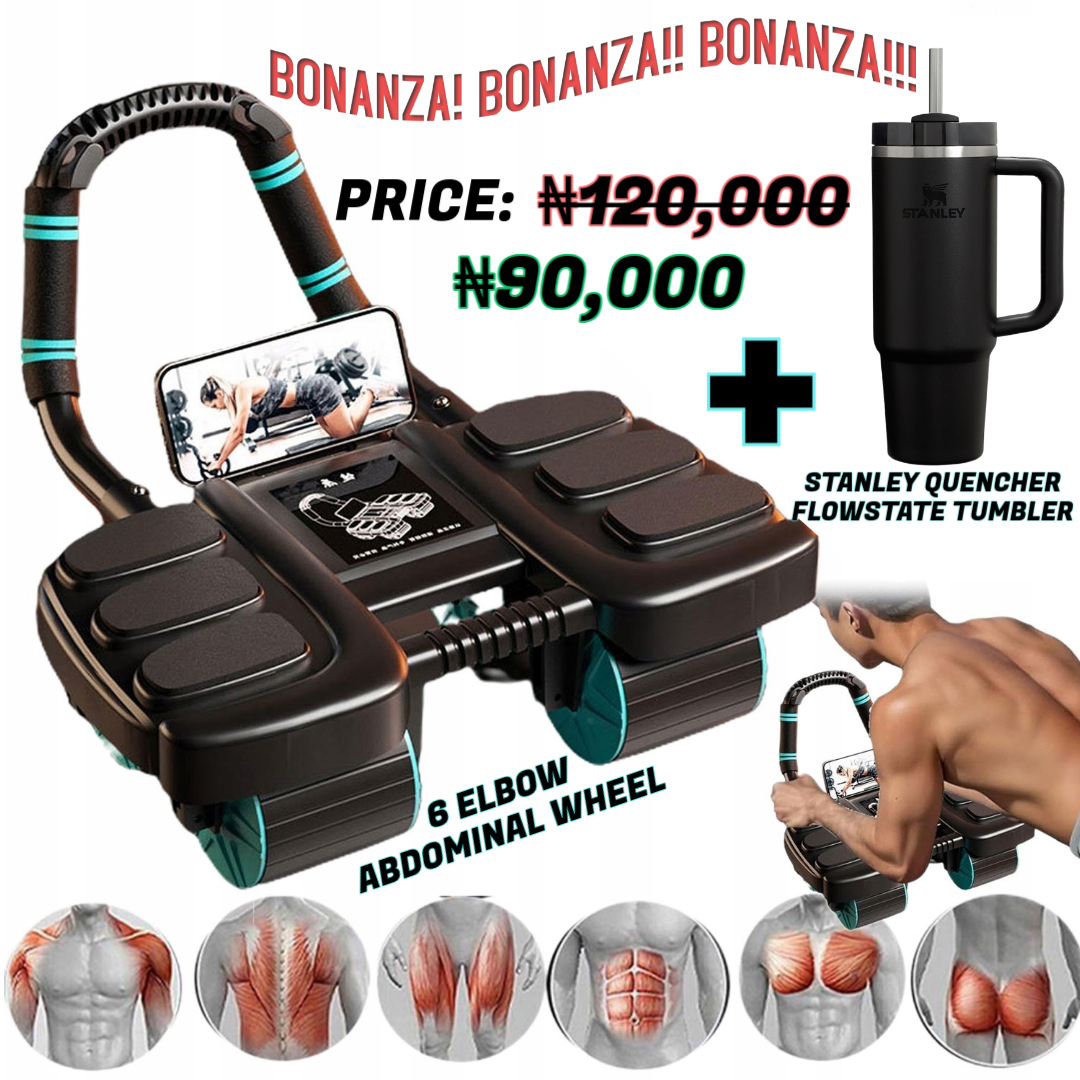 BONANZA! BONANZA!! BONANZA!!!
PRICE: ₦120,000
₦90,000
STANLEY
STANLEY QUENCHER
FLOWSTATE TUMBLER
6 ELBOW
ABDOMINAL WHEEL